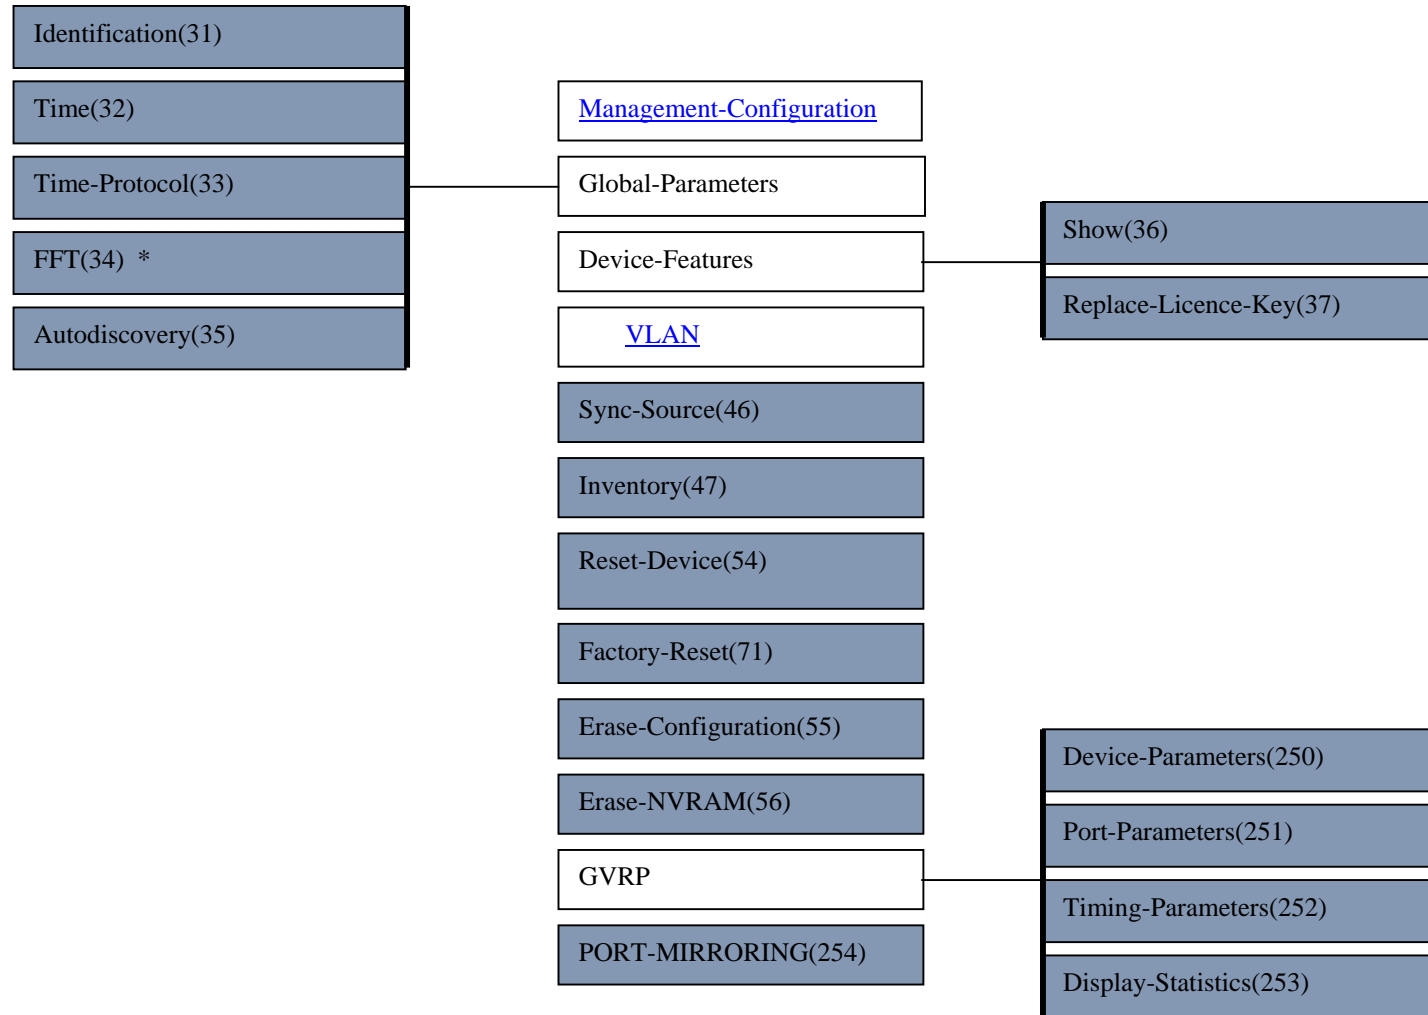 Identification(31)
Time(32)
Time-Protocol(33)
FFT(34) *
Autodiscovery(35)
Management-Configuration
Global-Parameters
Device-Features
VLAN
Sync-Source(46)
Inventory(47)
Reset-Device(54)
Factory-Reset(71)
Erase-Configuration(55)
Erase-NVRAM(56)
GVRP
PORT-MIRRORING(254)
Show(36)
Replace-Licence-Key(37)
Device-Parameters(250)
Port-Parameters(251)
Timing-Parameters(252)
Display-Statistics(253)